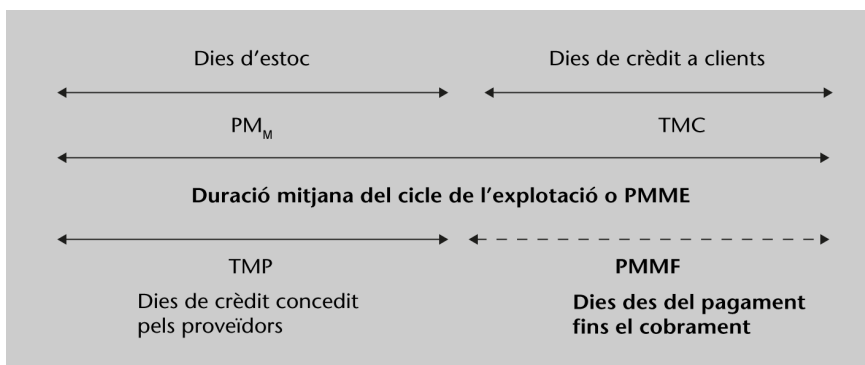 Dies d’estoc
Dies de crèdit a clients
PMM
TMC
Duració mitjana del cicle de l’explotació o PMME
TMP
PMMF
Dies de crèdit concedit
pels proveïdors
Dies des del pagament
fins el cobrament